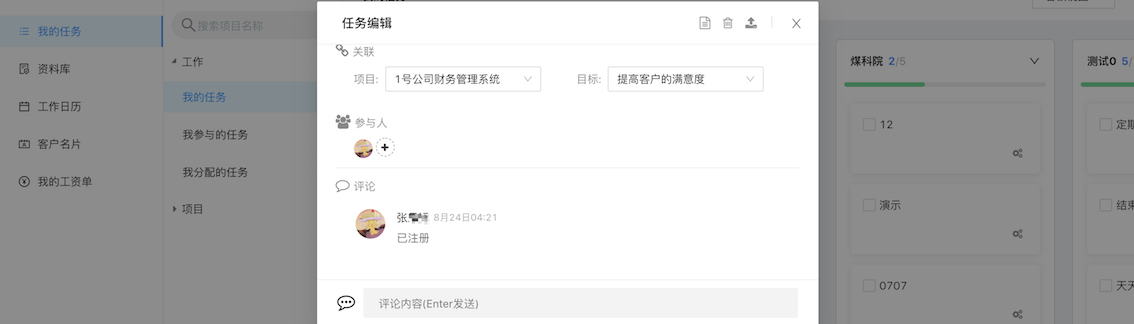 我的任务
资料库
工作日历
客户名片
我的工资单
搜索项目名称
工作
我的任务
我参与的任务
我分配的任务
项目
任务编辑
关联
项目: 1号公司财务管理系统 目标: 提高客户的满意度
参与人
评论
张 8月24日04:21
已注册
评论内容(Enter发送)
煤科院 2/5
12
演示
0707
测试0 5/
定期
结束
天天